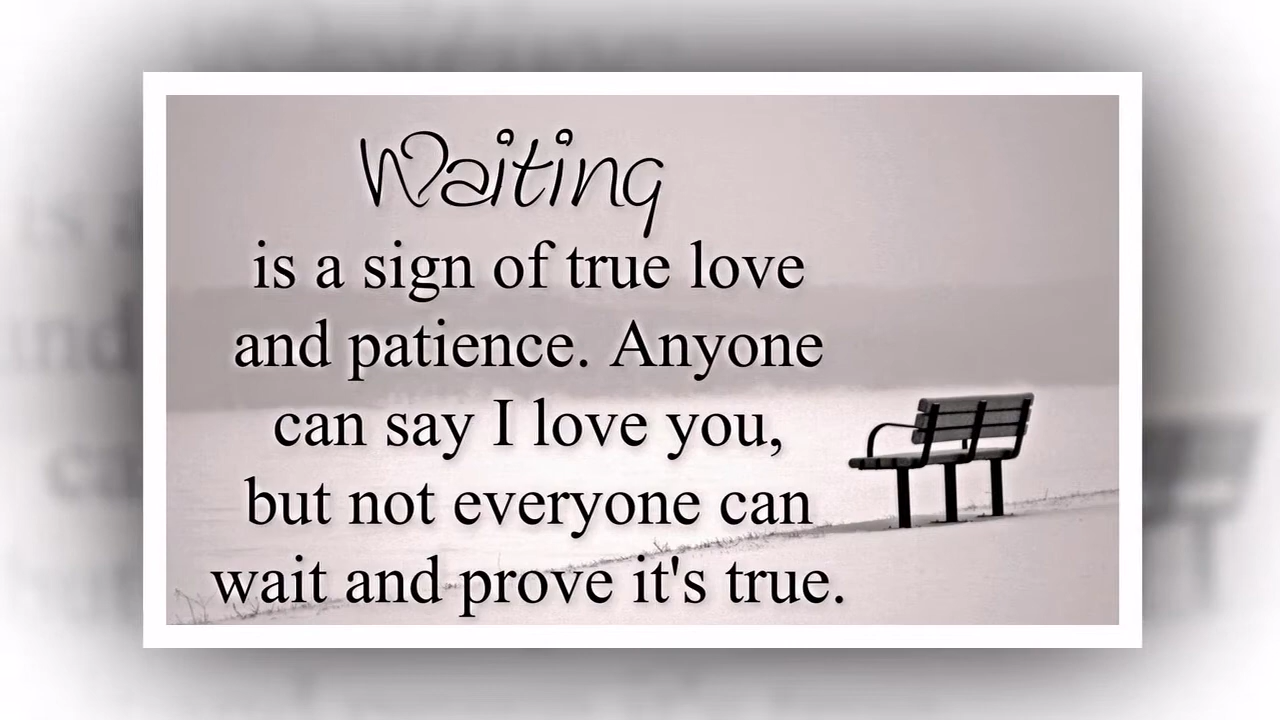 Waiting
is a sign of true love
and patience. Anyone
can say I love you,
but not everyone can
wait and prove it's true.